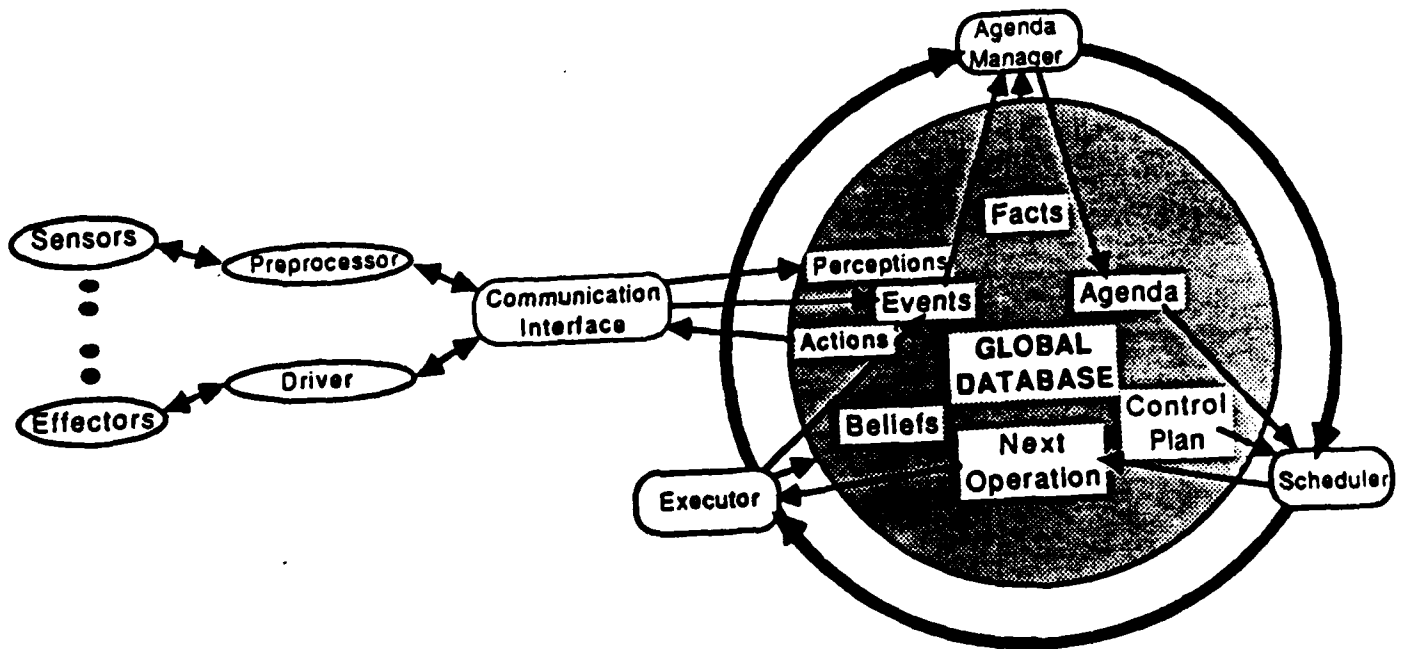 Agenda
Manager
Facts
Sensors
Preprocessor
Perceptions
Communication
Interface
Events
Agenda
Actions
GLOBAL
DATABASE
Driver
Effectors
Beliefs
Control
Plan
Next
Operation
Executor
Scheduler